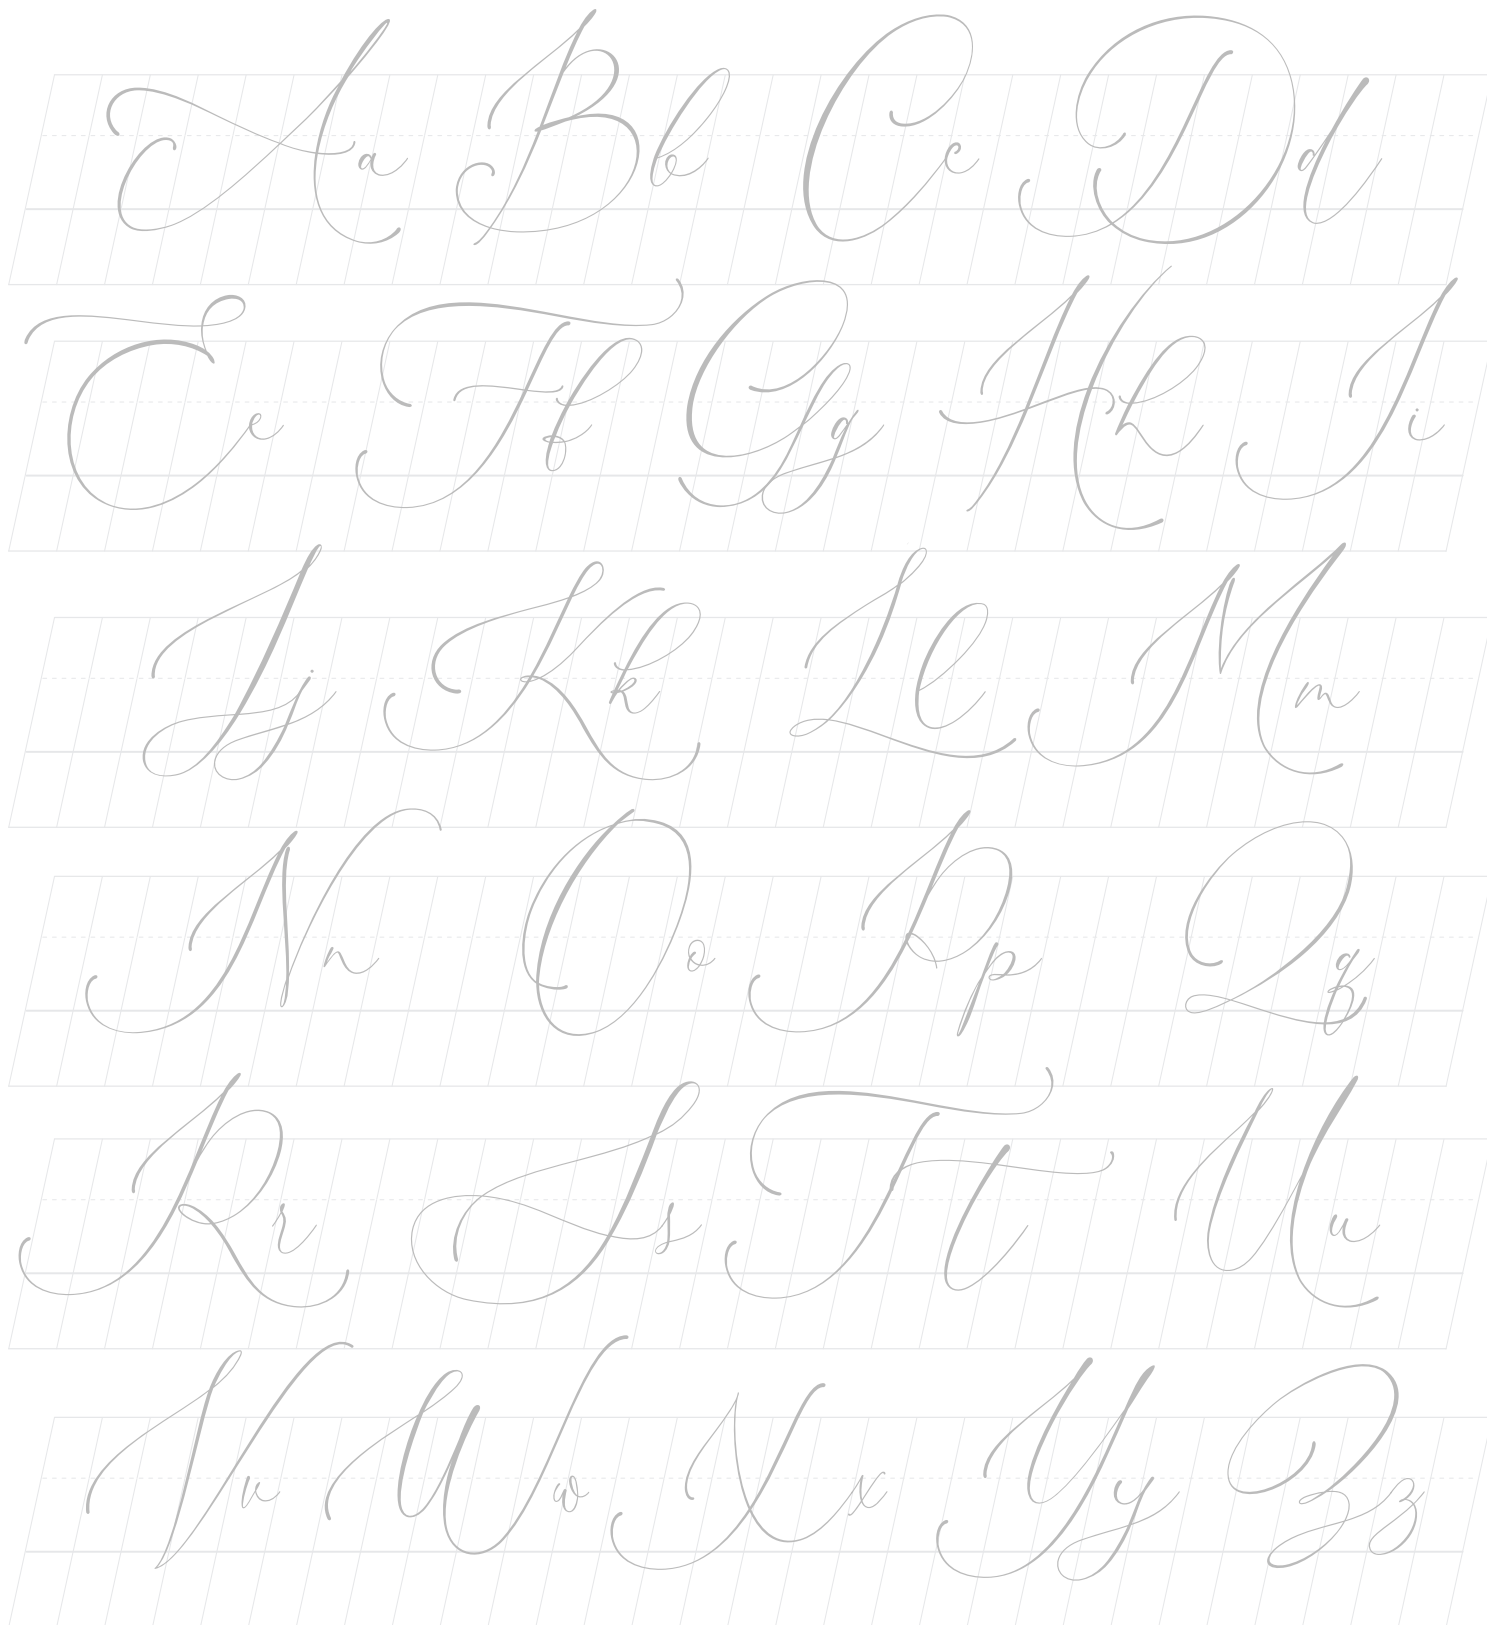 Aa Bb Cc Dd
Ee Ff Gg Hh Ii
Jj Kk Ll Mm
Nn Oo Pp Qq
Rr Ss Tt Uu
Vv Ww Xx Yy Zz